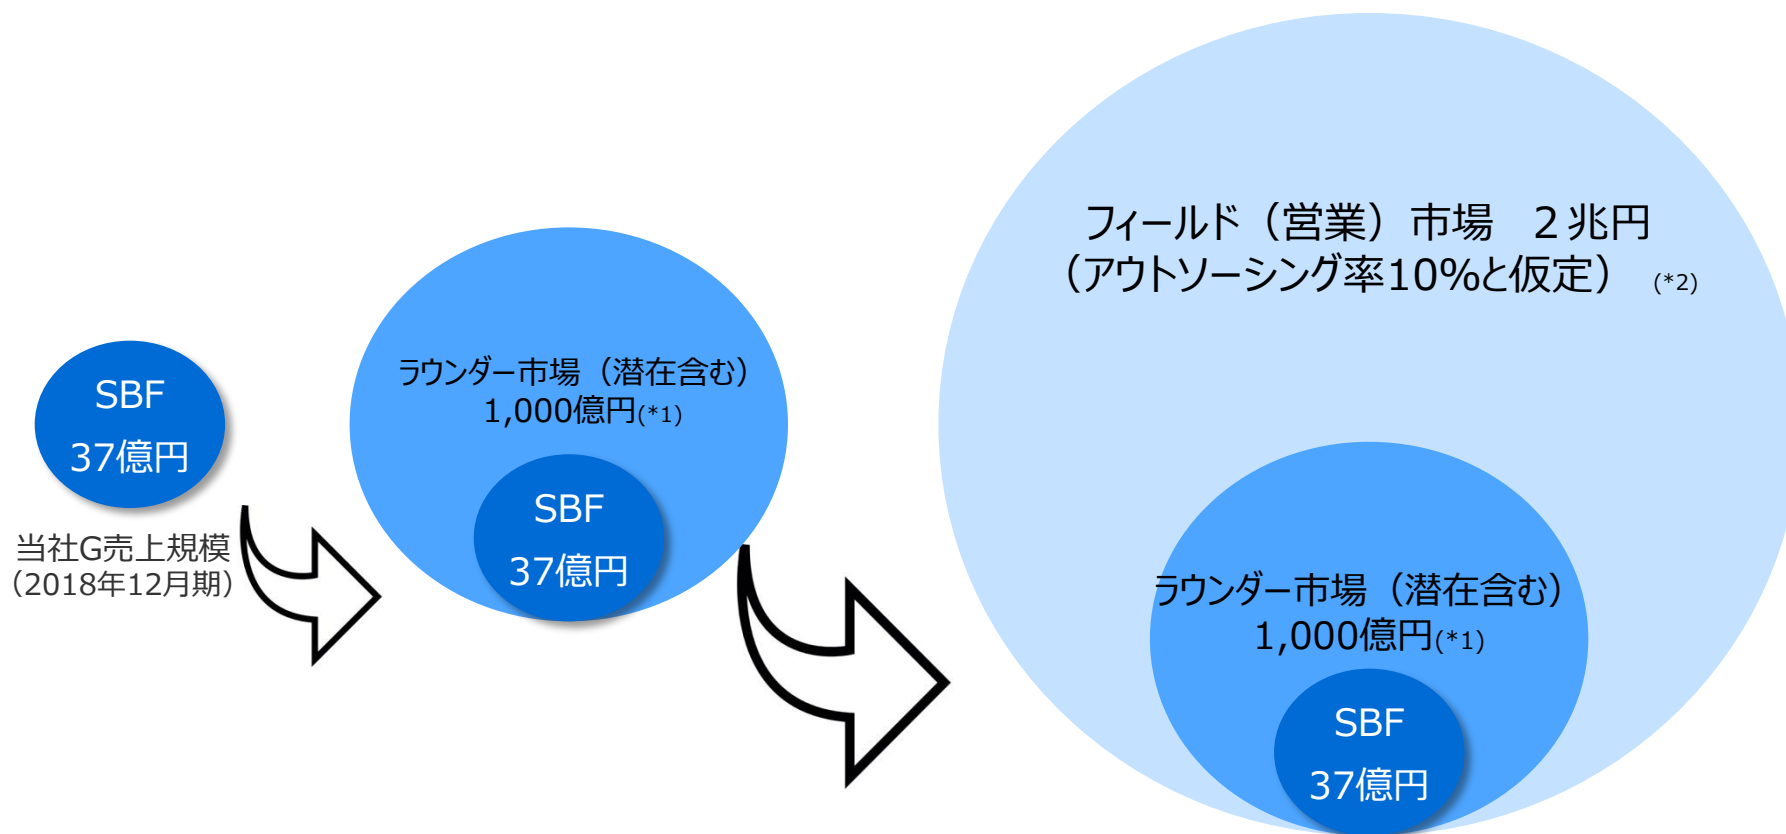 SBF
37億円
当社G売上規模
（2018年12月期）
ラウンダー市場（潜在含む）
1,000億円(*1)
SBF
37億円
フィールド（営業）市場　２兆円
（アウトソーシング率10%と仮定） (*2)
ラウンダー市場（潜在含む）
1,000億円(*1)
SBF
37億円